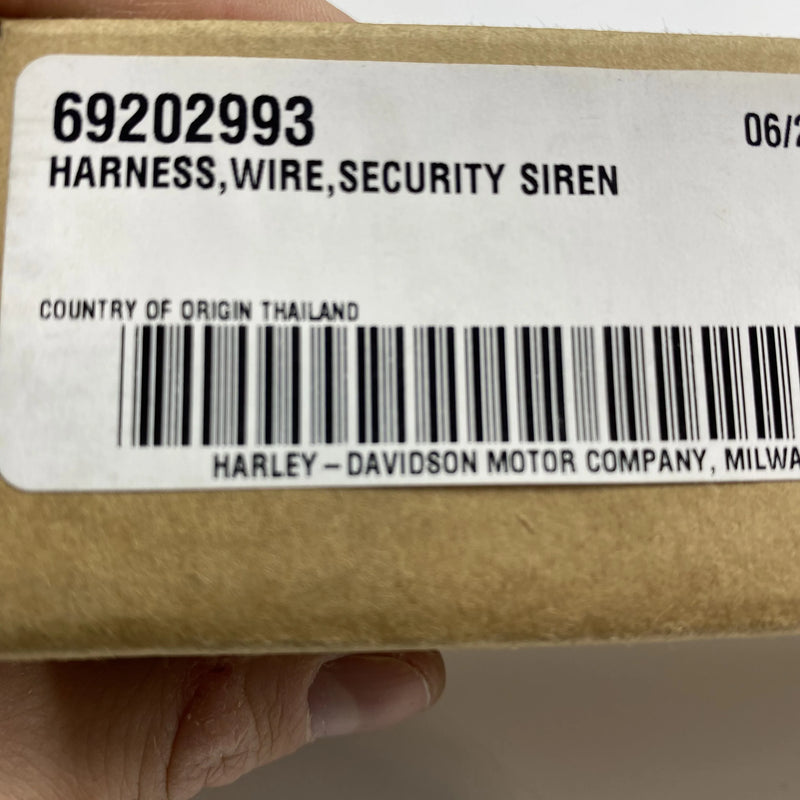 69202993
06/2
HARNESS,WIRE,SECURITY SIREN
COUNTRY OF ORIGIN THAILAND
HARLEY-DAVIDSON MOTOR COMPANY, MILWA